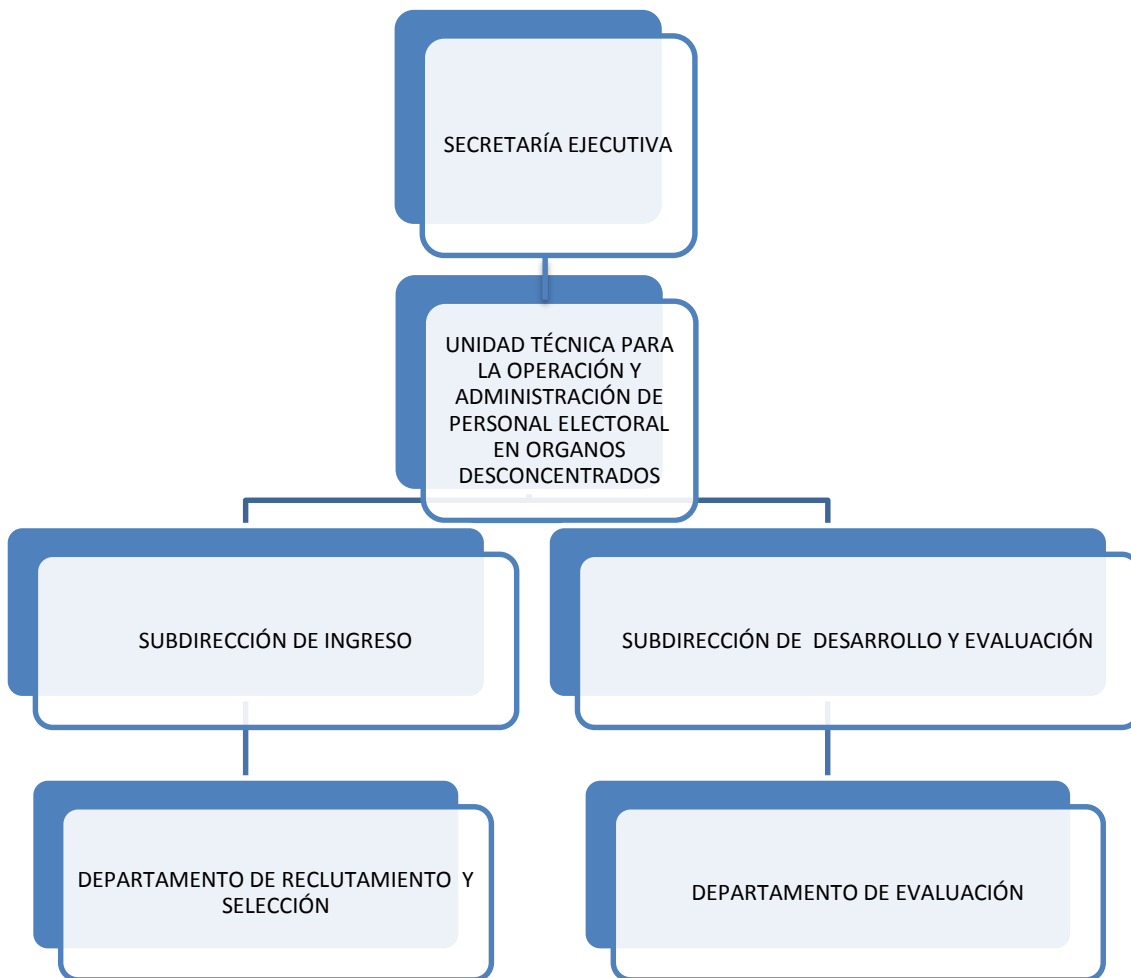 SECRETARÍA EJECUTIVA
UNIDAD TÉCNICA PARA
LA OPERACIÓN Y
ADMINISTRACIÓN DE
PERSONAL ELECTORAL
EN ORGANOS
DESCONCENTRADOS
SUBDIRECCIÓN DE INGRESO
SUBDIRECCIÓN DE  DESARROLLO Y EVALUACIÓN
DEPARTAMENTO DE RECLUTAMIENTO  Y
SELECCIÓN
DEPARTAMENTO DE EVALUACIÓN